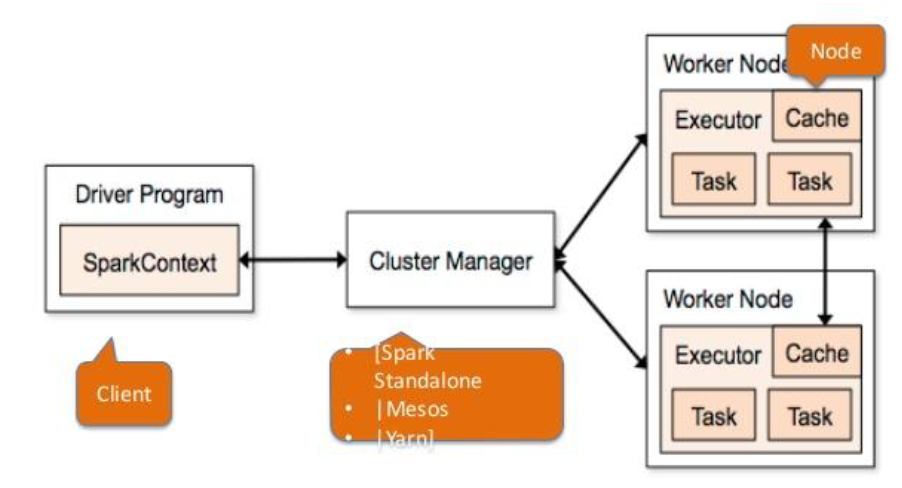 Driver Program
SparkContext
Client
Cluster Manager
• [Spark
Standalone
• |Mesos
• |Yarn]
Worker Node
Node
Executor
Cache
Task
Task
Worker Node
Executor
Cache
Task
Task